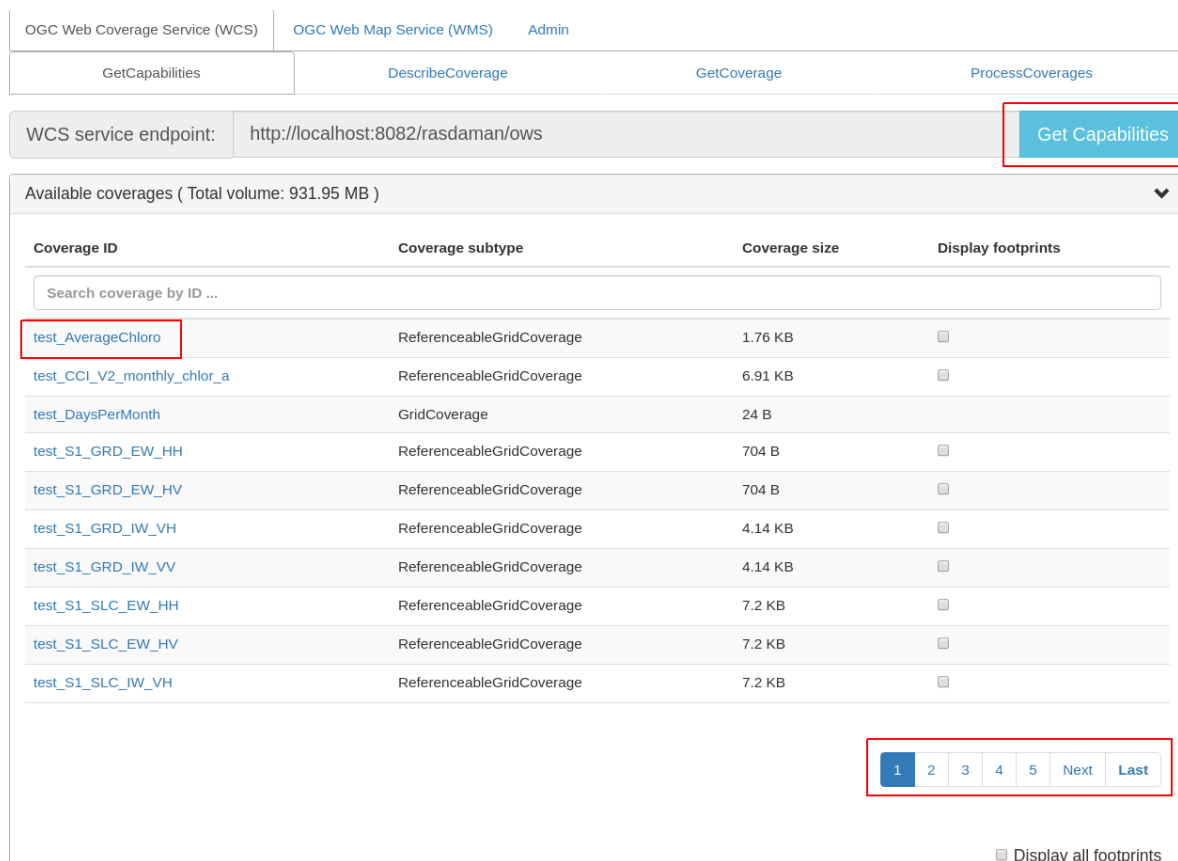 OGC Web Coverage Service (WCS) OGC Web Map Service (WMS) Admin
GetCapabilities DescribeCoverage GetCoverage ProcessCoverages
WCS service endpoint: http://localhost:8082/rasdaman/ows Get Capabilities
Available coverages ( Total volume: 931.95 MB )
Coverage ID Coverage subtype Coverage size Display footprints
Search coverage by ID ...
test_AverageChloro ReferenceableGridCoverage 1.76 KB
test_CCI_V2_monthly_chlor_a ReferenceableGridCoverage 6.91 KB
test_DaysPerMonth GridCoverage 24 B
test_S1_GRD_EW_HH ReferenceableGridCoverage 704 B
test_S1_GRD_EW_HV ReferenceableGridCoverage 704 B
test_S1_GRD_IW_VH ReferenceableGridCoverage 4.14 KB
test_S1_GRD_IW_VV ReferenceableGridCoverage 4.14 KB
test_S1_SLC_EW_HH ReferenceableGridCoverage 7.2 KB
test_S1_SLC_EW_HV ReferenceableGridCoverage 7.2 KB
test_S1_SLC_IW_VH ReferenceableGridCoverage 7.2 KB
1 2 3 4 5 Next Last
Display all footprints